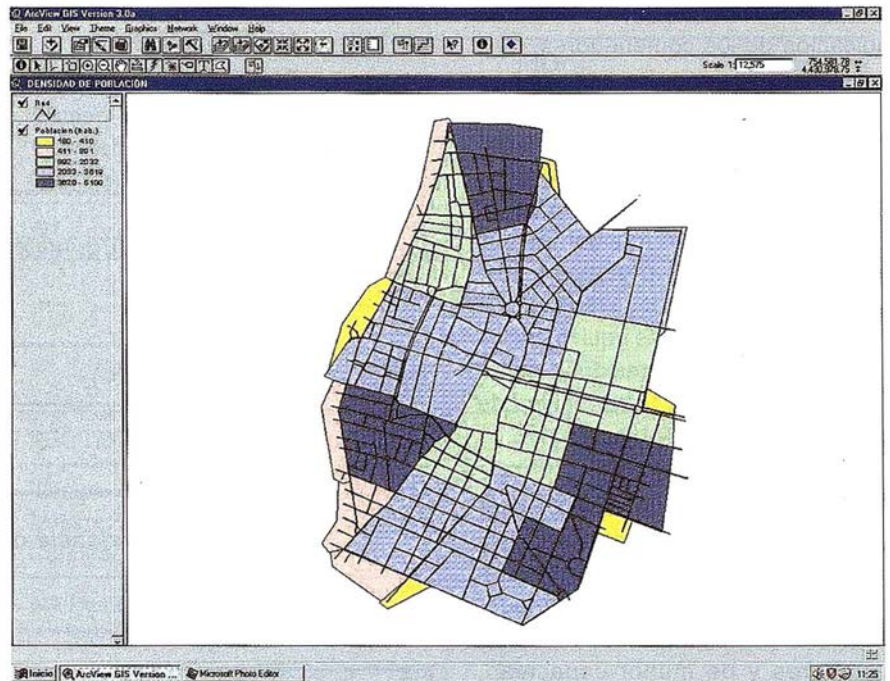 ArcView GIS Version 3.0a
File Edit View Theme Graphics Network Window Help
Scale 1: 12,575
DENSIDAD DE POBLACIÓN
Red
Poblacion (hab.)
411 - 891
892 - 2032
2033 - 3619
3620 - 5100
Inicio ArcView GIS Version ... Microsoft Photo Editor 11:25